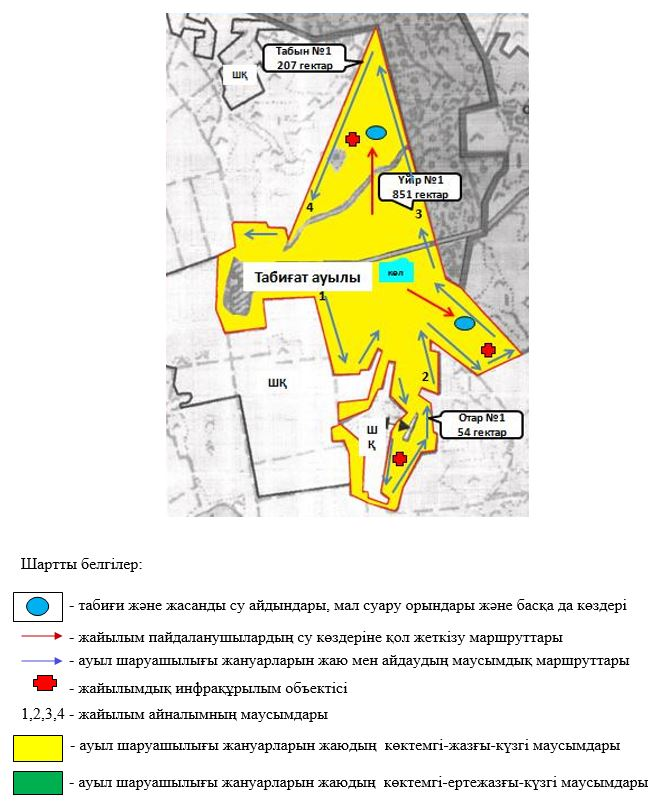 Табын №1
207 гектар
ШҚ
Үйір №1
851 гектар
4
3
Табиғат ауылы
көл
1
ШҚ
2
Ш
Қ
Отар №1
54 гектар
Шартты белгілер:
- табиғи және жасанды су айдындары, мал суару орындары және басқа да көздері
- жайылым пайдаланушылардың су көздеріне қол жеткізу маршруттары
- ауыл шаруашылығы жануарларын жаю мен айдаудың маусымдық маршруттары
- жайылымдық инфрақұрылым объектісі
1,2,3,4 - жайылым айналымның маусымдары
- ауыл шаруашылығы жануарларын жаюдың көктемгі-жазғы-күзгі маусымдары
- ауыл шаруашылығы жануарларын жаюдың көктемгі-ертежазғы-күзгі маусымдары